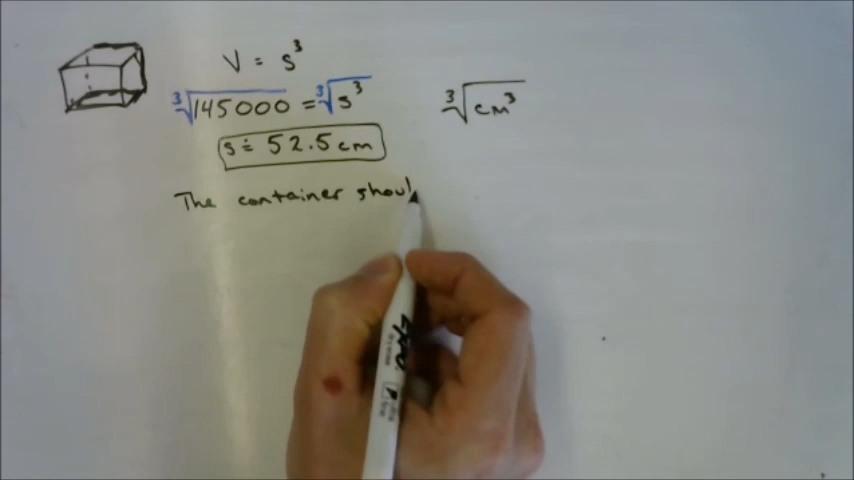 V = s³
∛145000 = ∛s³
∛cm³
s ≐ 52.5 cm
The container shoul